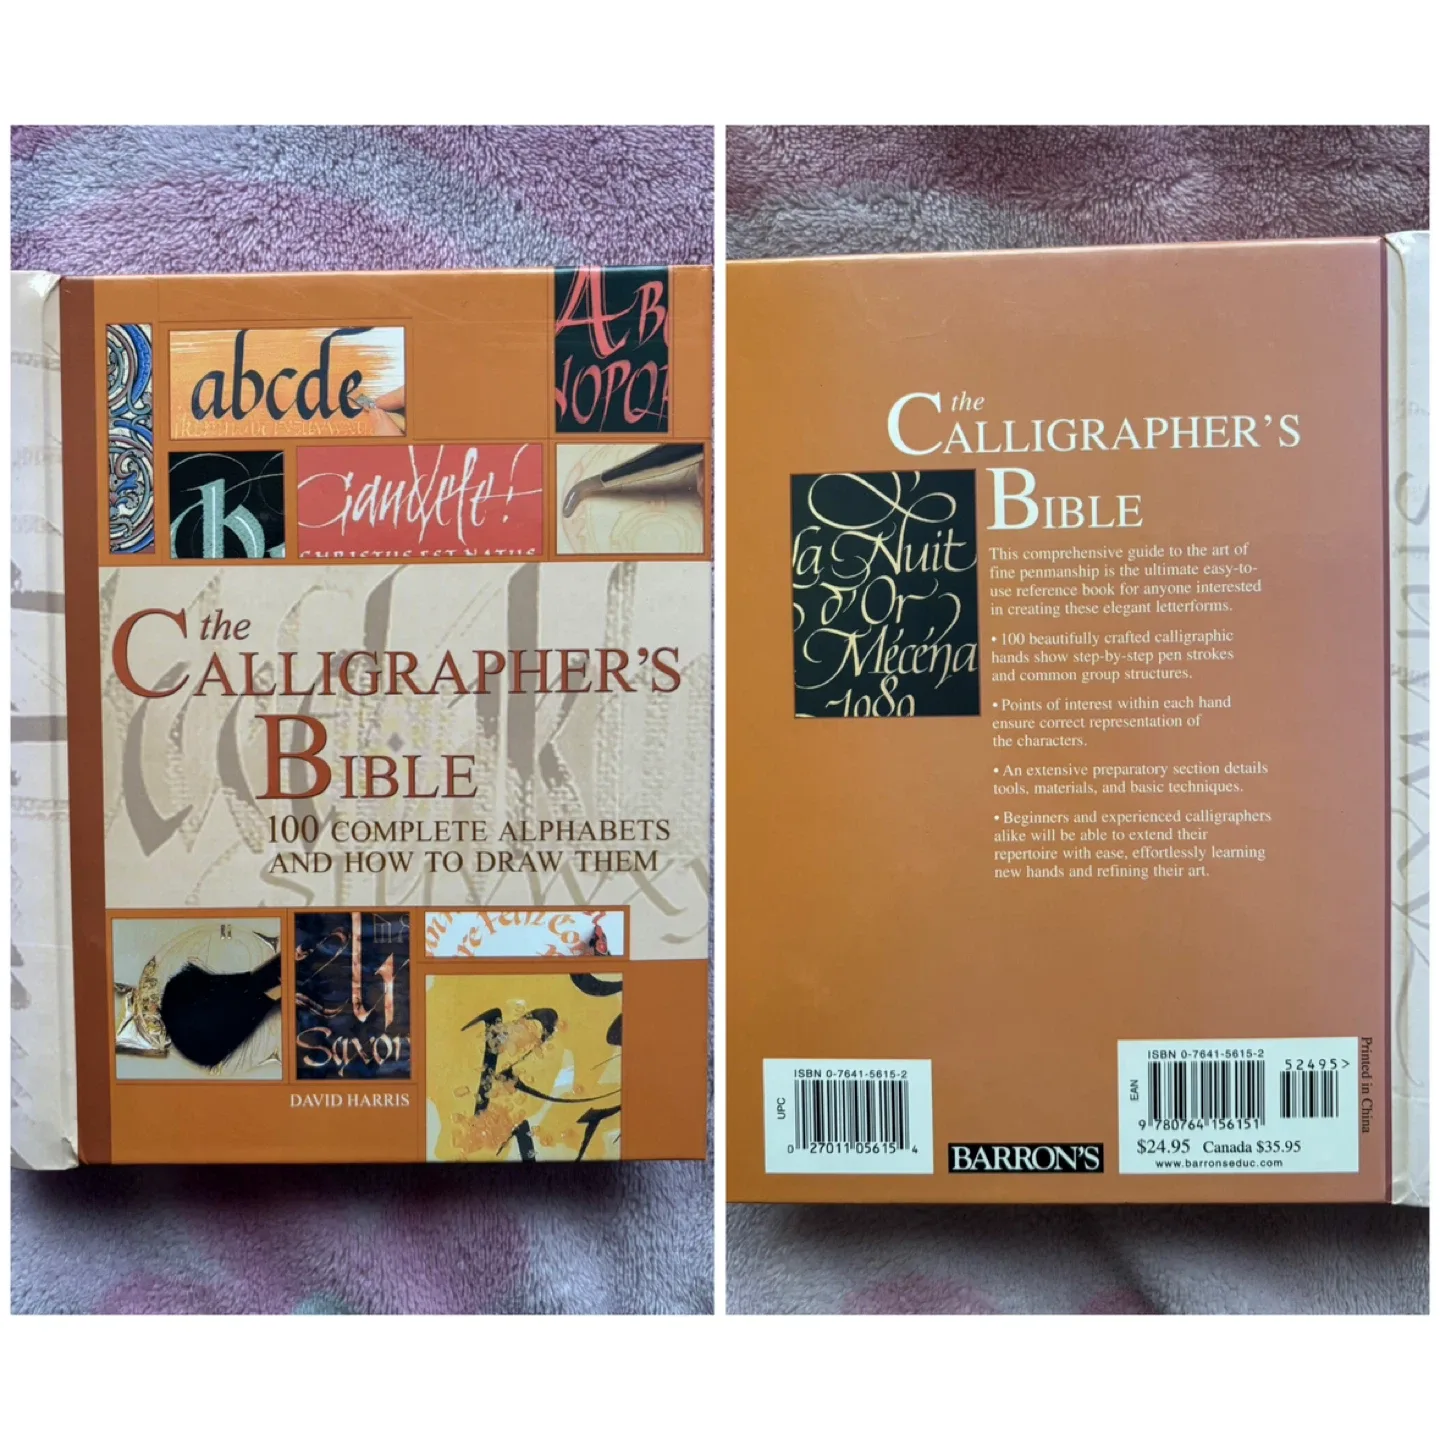 abcde
AB
NOPQ
Gaudete!
CHRISTUS EST NATUS
the
CALLIGRAPHER'S
BIBLE
100 COMPLETE ALPHABETS
AND HOW TO DRAW THEM
Saxon
R
DAVID HARRIS
the
CALLIGRAPHER'S
BIBLE
la Nuit
d'Or
Mécéna
1989
This comprehensive guide to the art of
fine penmanship is the ultimate easy-to-
use reference book for anyone interested
in creating these elegant letterforms.
• 100 beautifully crafted calligraphic
hands show step-by-step pen strokes
and common group structures.
• Points of interest within each hand
ensure correct representation of
the characters.
• An extensive preparatory section details
tools, materials, and basic techniques.
• Beginners and experienced calligraphers
alike will be able to extend their
repertoire with ease, effortlessly learning
new hands and refining their art.
ISBN 0-7641-5615-2
UPC
0 27011 05615 4
BARRON'S
ISBN 0-7641-5615-2
52495>
EAN
9 780764 156151
$24.95 Canada $35.95
www.barronseduc.com
Printed in China